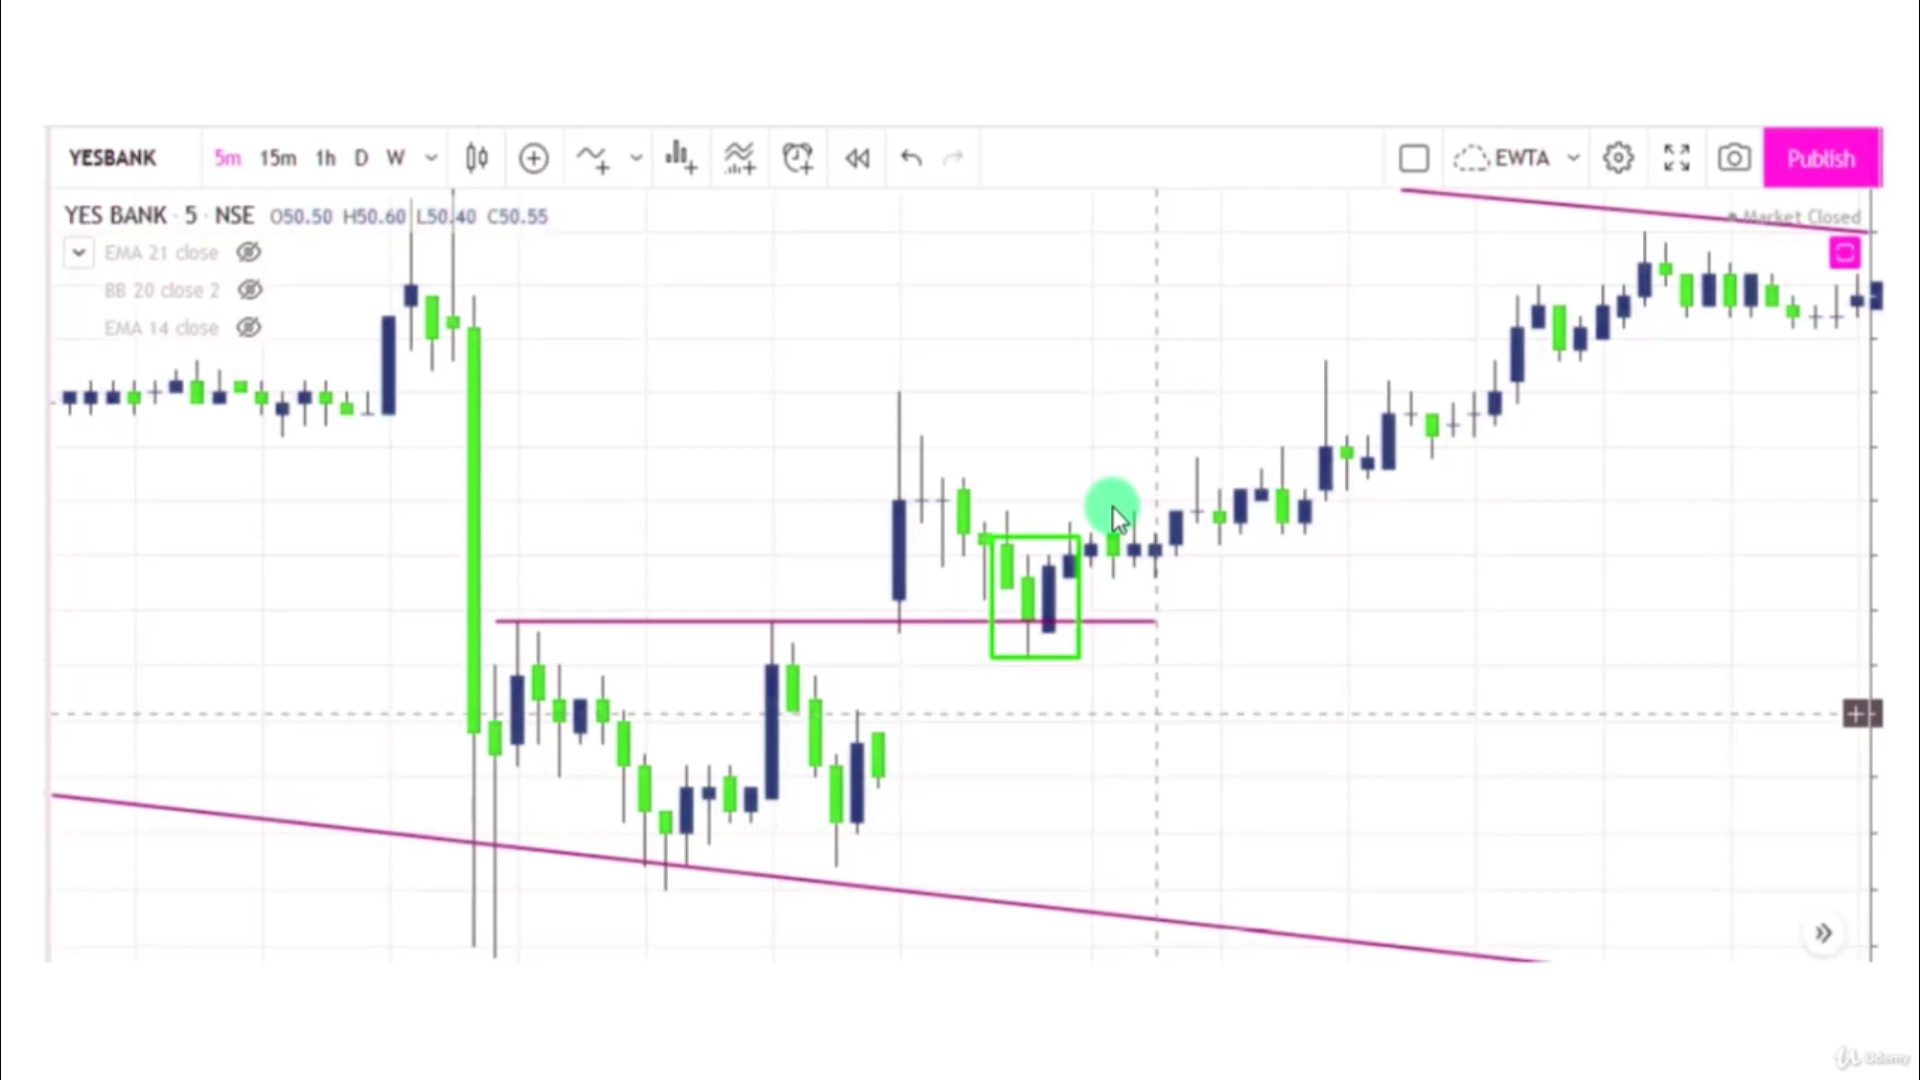 YESBANK 5m 15m 1h D W EWTA Publish
YES BANK · 5 · NSE O50.50 H50.60 L50.40 C50.55
Market Closed
EMA 21 close
BB 20 close 2
EMA 14 close
Udemy